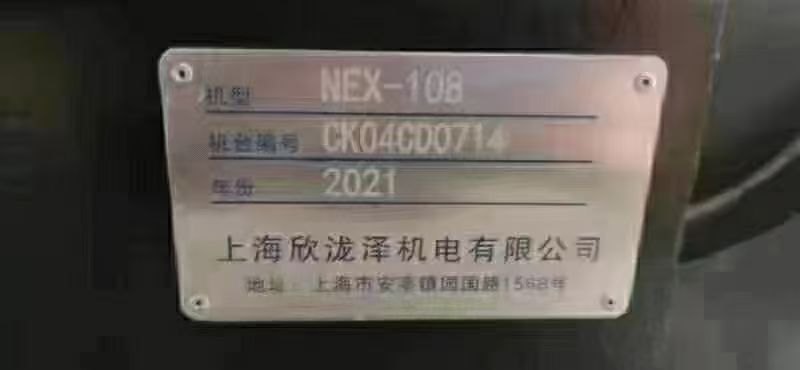 机型 NEX-108
机台编号 CK04CD0714
年份 2021
上海欣泷泽机电有限公司
地址：上海市安亭镇园国路1568号